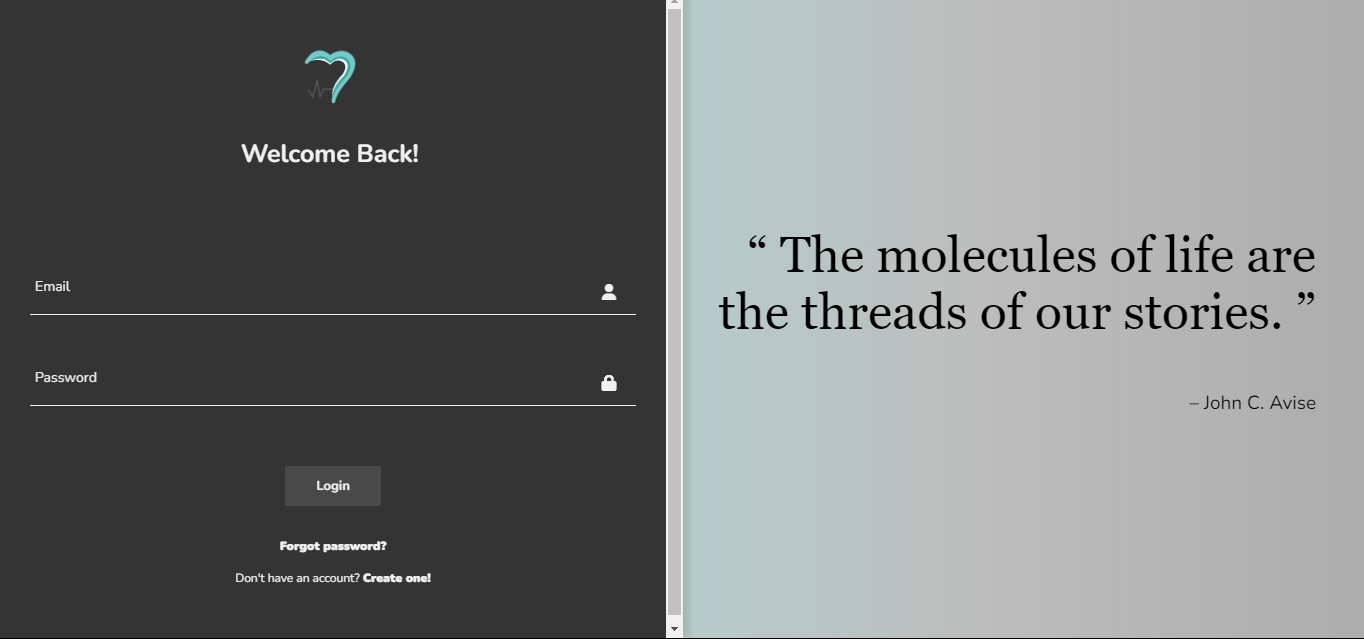 Welcome Back!
Email
Password
Login
Forgot password?
Don't have an account? Create one!
“ The molecules of life are
the threads of our stories. ”
– John C. Avise